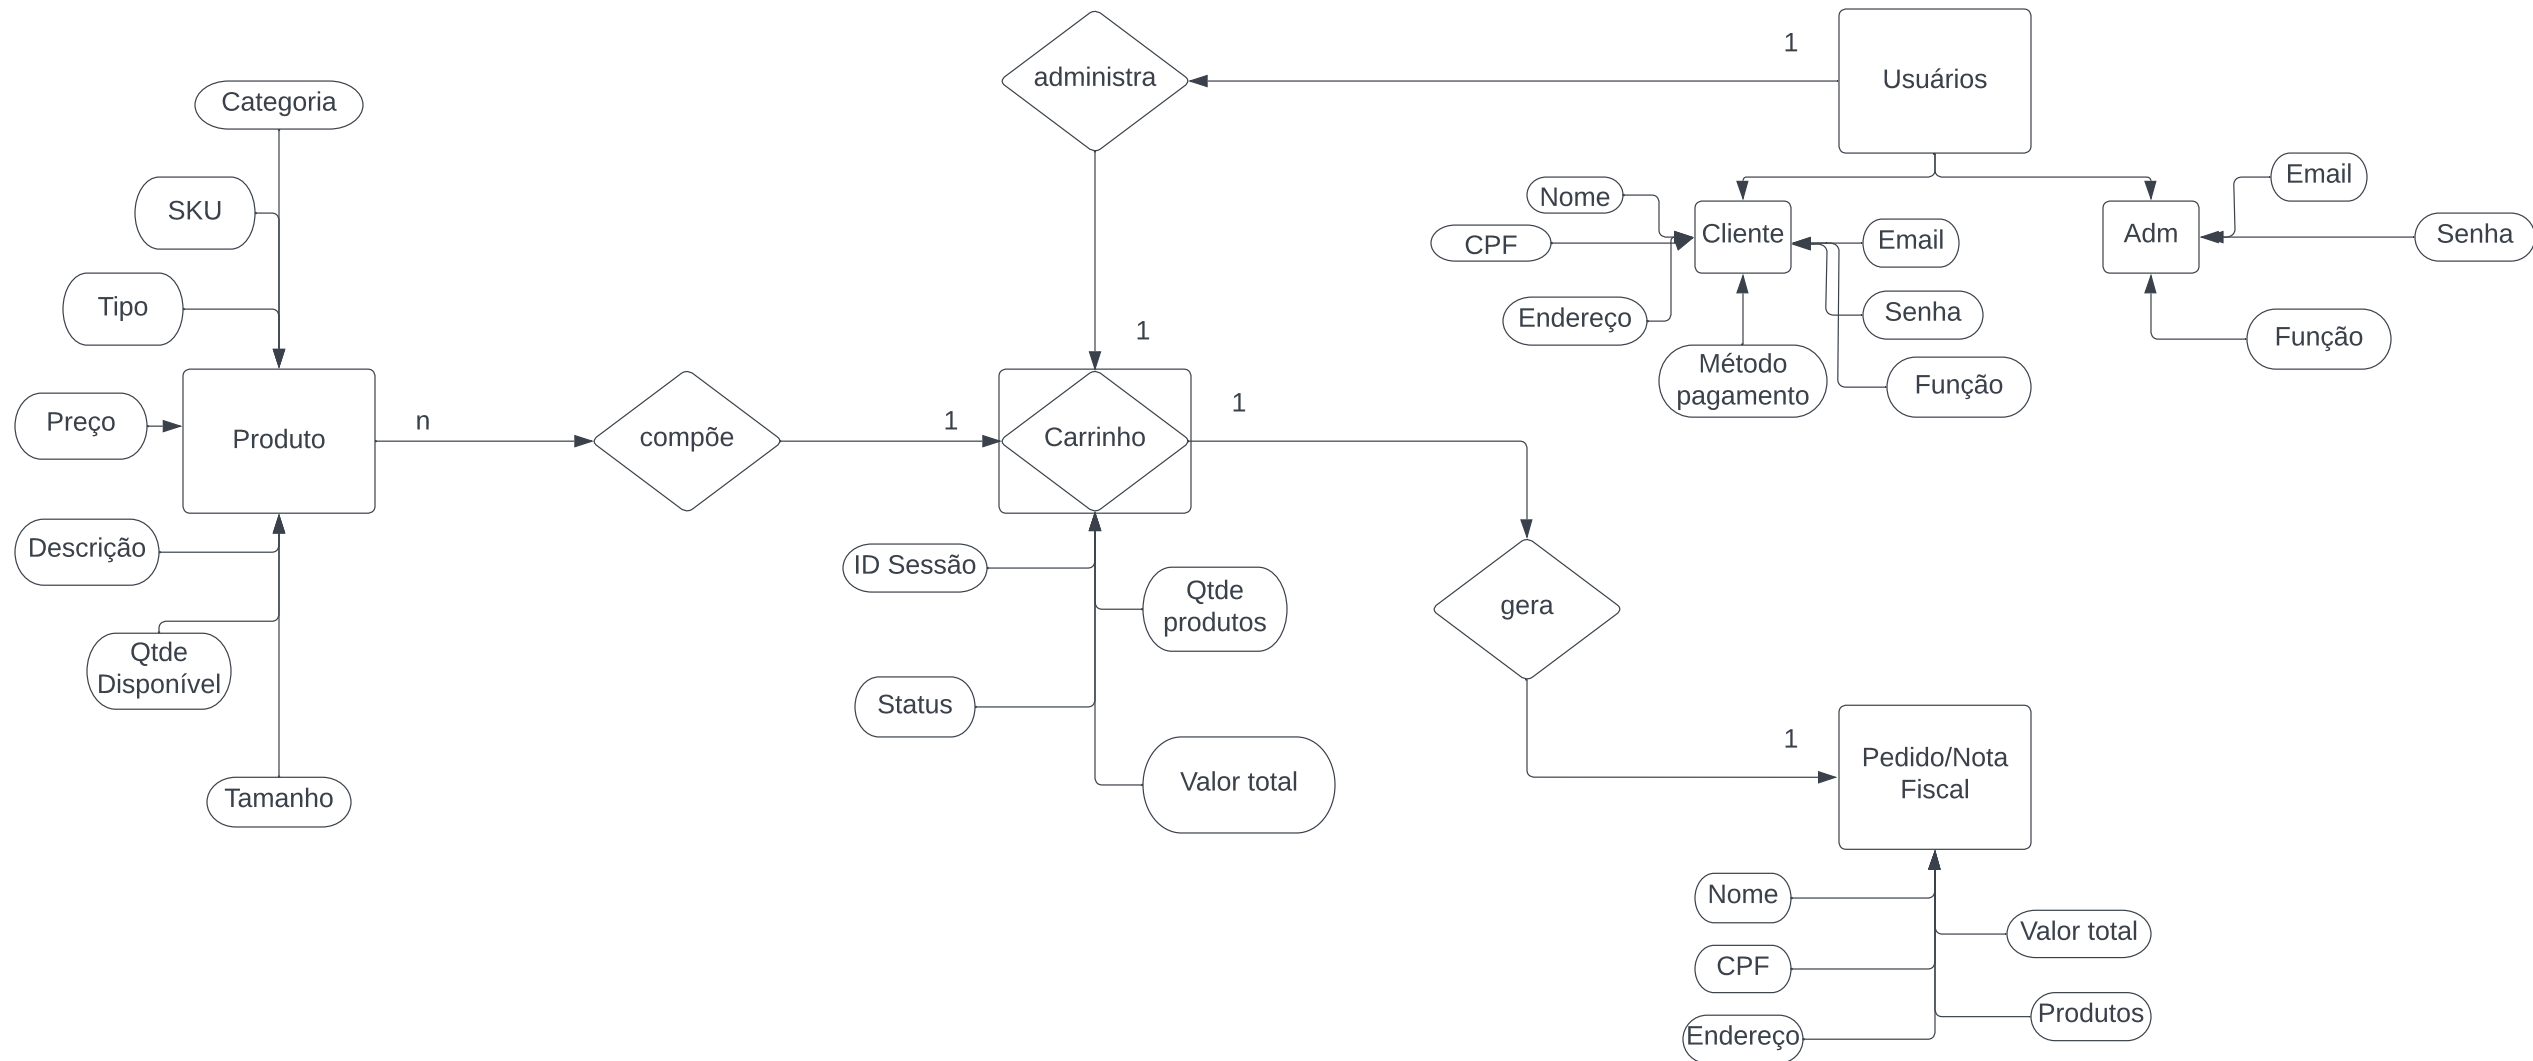 1
administra
Usuários
Categoria
SKU
Tipo
Nome
CPF
Endereço
Cliente
Email
Senha
Método
pagamento
Função
Adm
Email
Senha
Função
Preço
Produto
n
compõe
1
1
Carrinho
1
Descrição
Qtde
Disponível
Tamanho
ID Sessão
Qtde
produtos
Status
Valor total
gera
1
Pedido/Nota
Fiscal
Nome
Valor total
CPF
Produtos
Endereço